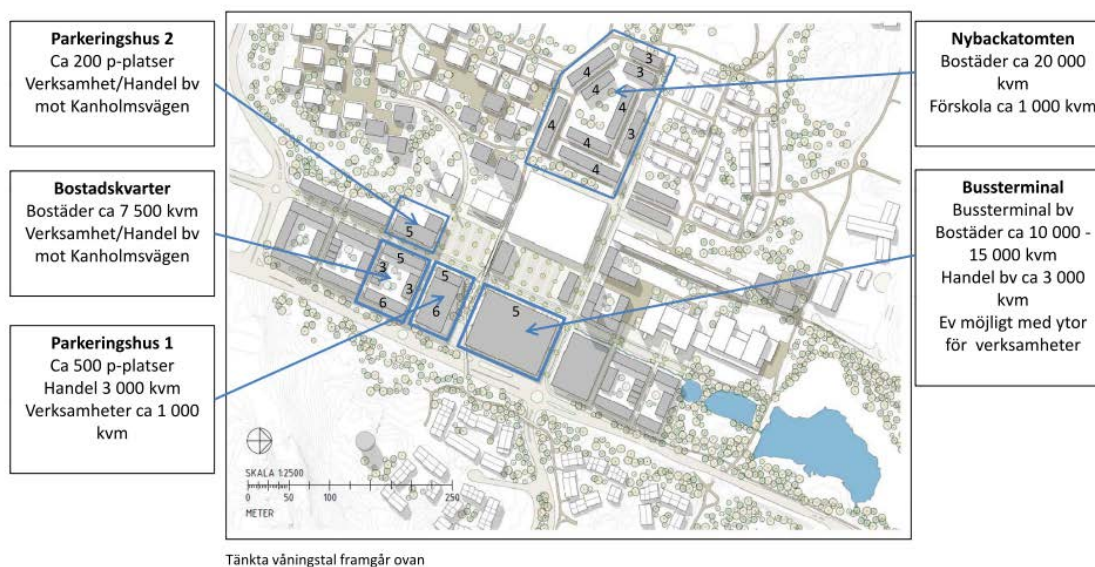 Parkeringshus 2
Ca 200 p-platser
Verksamhet/Handel bv
mot Kanholmsvägen
Bostadskvarter
Bostäder ca 7 500 kvm
Verksamhet/Handel bv
mot Kanholmsvägen
Parkeringshus 1
Ca 500 p-platser
Handel 3 000 kvm
Verksamheter ca 1 000
kvm
3
4
3
4
4
4
3
4
4
5
5
3
3
6
5
6
5
SKALA 1:2500
0 50 100 250
METER
Nybackatomten
Bostäder ca 20 000
kvm
Förskola ca 1 000 kvm
Bussterminal
Bussterminal bv
Bostäder ca 10 000 -
15 000 kvm
Handel bv ca 3 000
kvm
Ev möjligt med ytor
för verksamheter
Tänkta våningstal framgår ovan